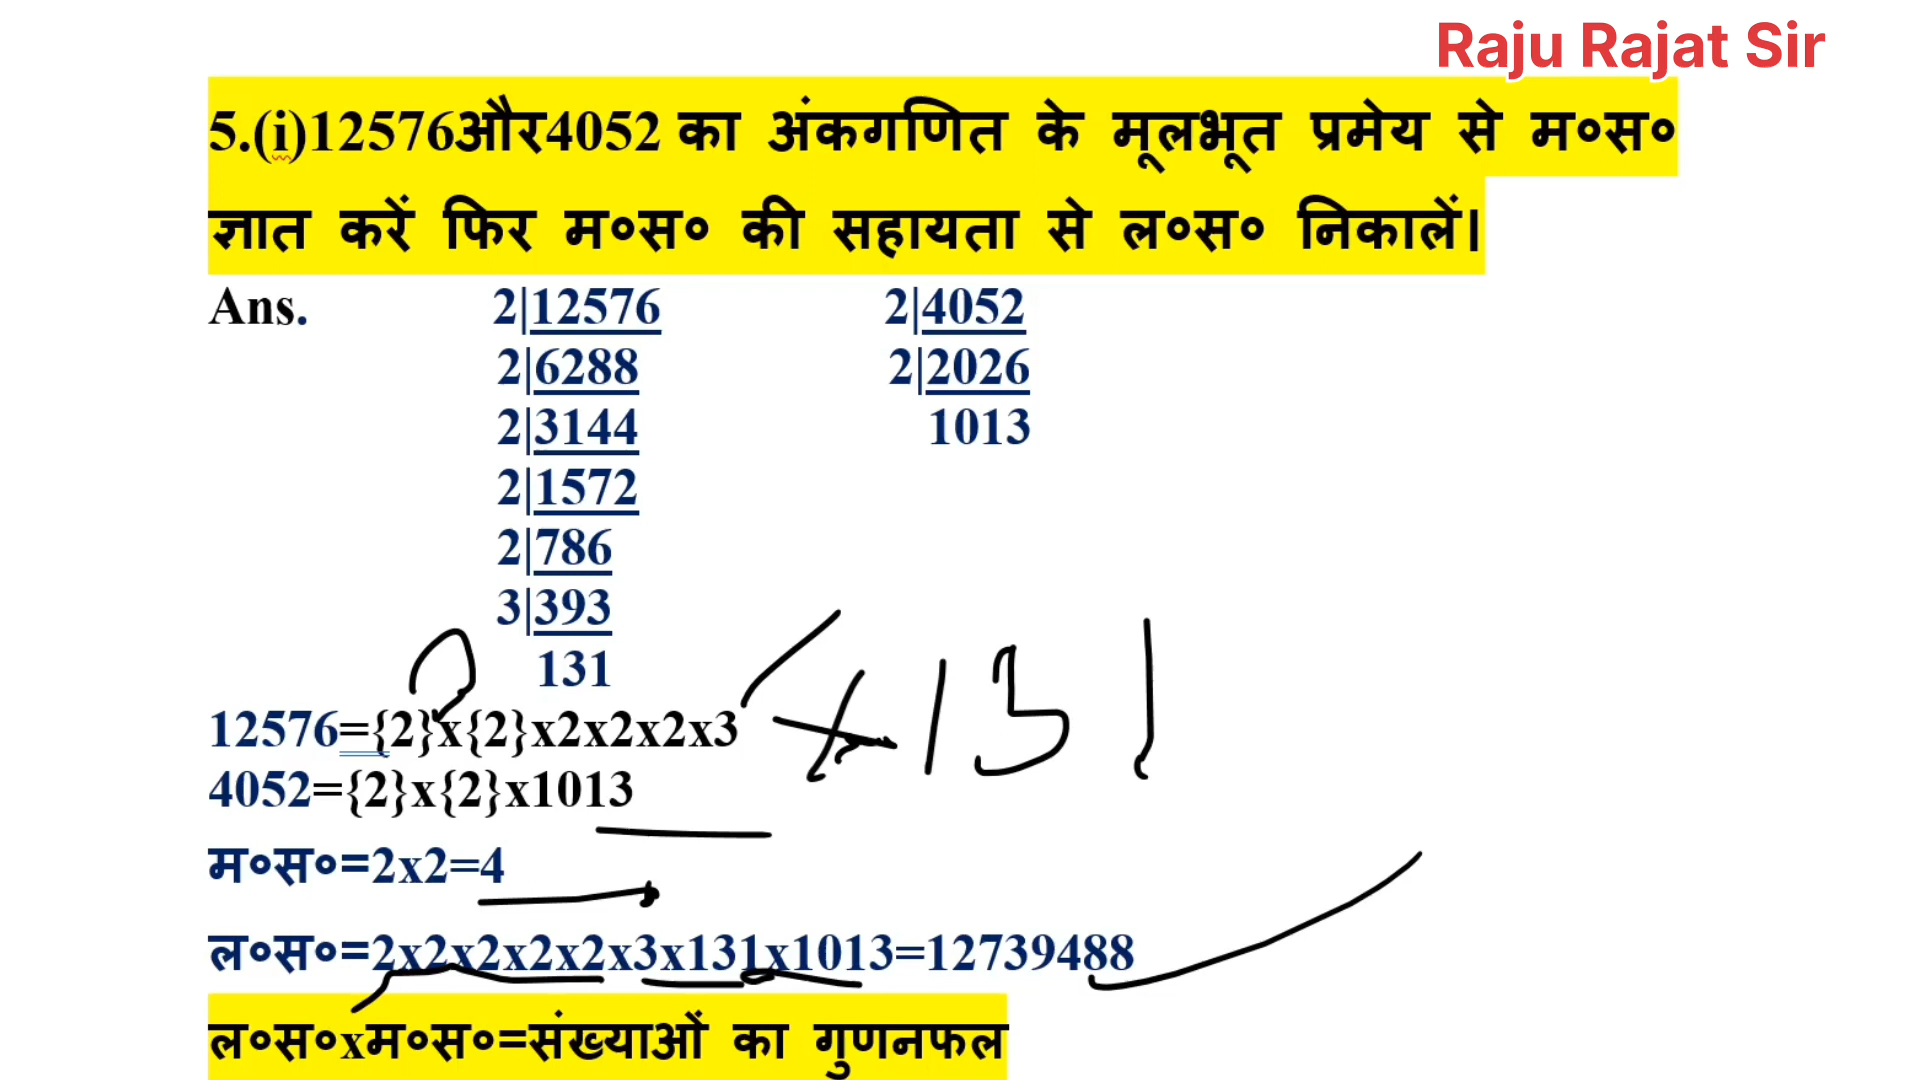 Raju Rajat Sir
5.(i)12576और4052 का अंकगणित के मूलभूत प्रमेय से म०स०
ज्ञात करें फिर म०स० की सहायता से ल०स० निकालें।
Ans. 2|12576 2|4052
2|6288 2|2026
2|3144 1013
2|1572
2|786
3|393
131
12576={2}x{2}x2x2x2x3 x131
4052={2}x{2}x1013
म०स०=2x2=4
ल०स०=2x2x2x2x2x3x131x1013=12739488
ल०स०xम०स०=संख्याओं का गुणनफल